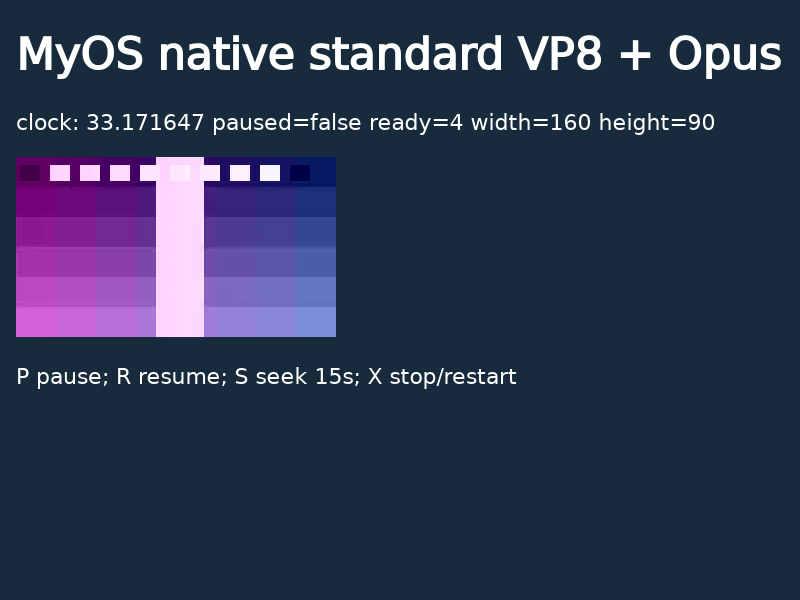 MyOS native standard VP8 + Opus
clock: 33.171647 paused=false ready=4 width=160 height=90
P pause; R resume; S seek 15s; X stop/restart